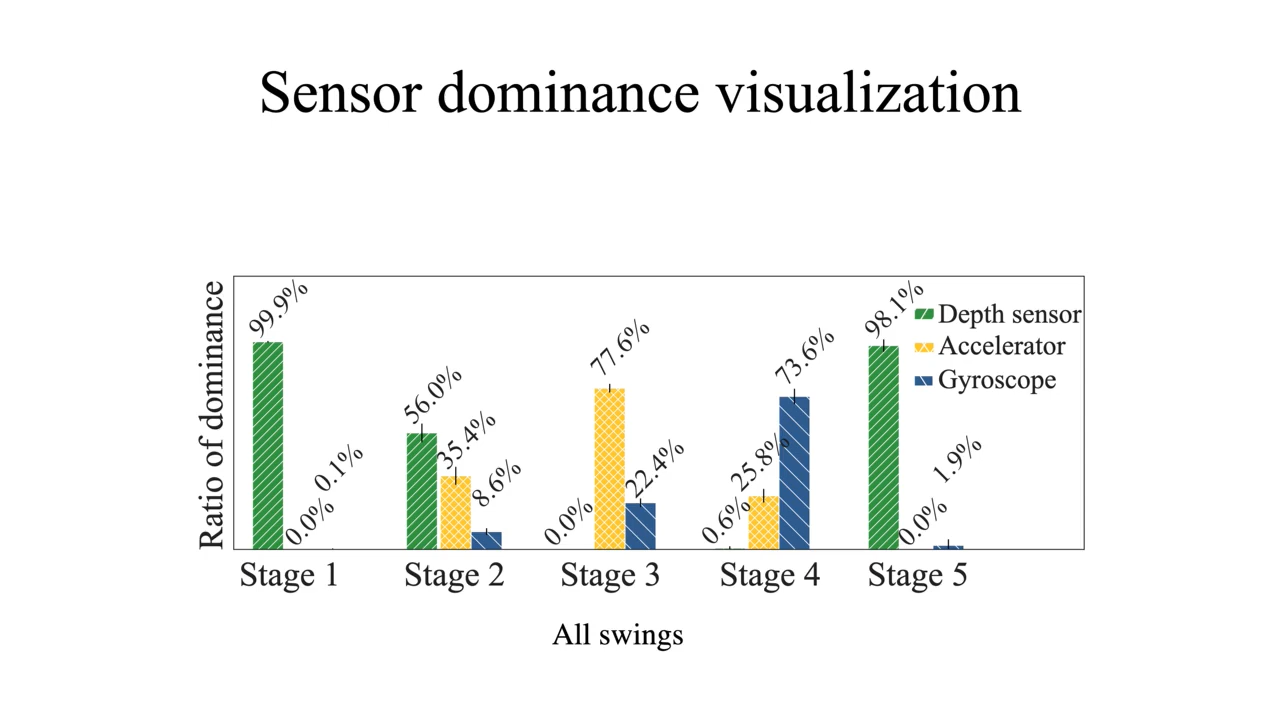 Sensor dominance visualization
Ratio of dominance
99.9%
0.0%
0.1%
56.0%
35.4%
8.6%
0.0%
77.6%
22.4%
0.6%
25.8%
73.6%
98.1%
0.0%
1.9%
Depth sensor
Accelerator
Gyroscope
Stage 1 Stage 2 Stage 3 Stage 4 Stage 5
All swings